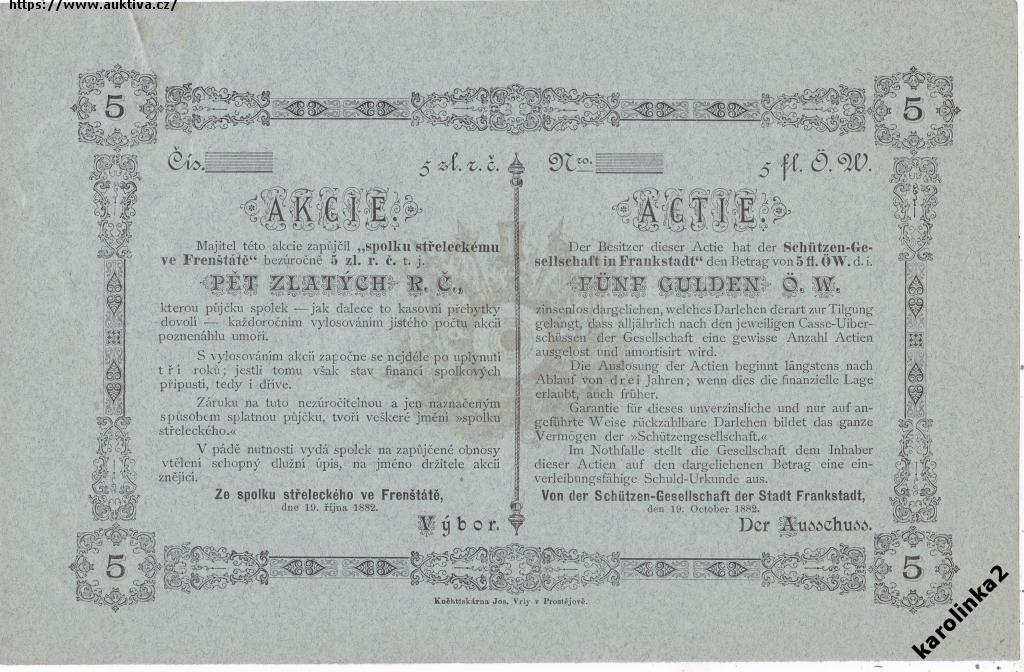 https://www.auktiva.cz/
5
5
Čís.
5 zl. r. č.
AKCIE.
Majitel této akcie zapůjčil „spolku střeleckému
ve Frenštátě“ bezúročně 5 zl. r. č. t. j.
PĚT ZLATÝCH R. Č.,
kterou půjčku spolek — jak dalece to kasovní přebytky
dovolí — každoročním vylosováním jistého počtu akcií
poznenáhlu umoří.
S vylosováním akcií započne se nejdéle po uplynutí
tří roků; jestli tomu však stav financí spolkových
připustí, tedy i dříve.
Záruku na tuto nezúročitelnou a jen naznačeným
spůsobem splatnou půjčku, tvoří veškeré jmění »spolku
střeleckého.«
V pádě nutnosti vydá spolek na zapůjčené obnosy
vtělení schopný dlužní úpis, na jméno držitele akcií
znějící.
Ze spolku střeleckého ve Frenštátě,
dne 19. října 1882.
Výbor.
Nro.
5 fl. Ö. W.
ACTIE.
Der Besitzer dieser Actie hat der Schützen-Ge-
sellschaft in Frankstadt“ den Betrag von 5 fl. ÖW. d. i.
FÜNF GULDEN Ö. W.
zinsenlos dargeliehen, welches Darlehen derart zur Tilgung
gelangt, dass alljährlich nach den jeweiligen Casse-Uiber-
schüssen der Gesellschaft eine gewisse Anzahl Actien
ausgelost und amortisirt wird.
Die Auslosung der Actien beginnt längstens nach
Ablauf von drei Jahren; wenn dies die finanzielle Lage
erlaubt, auch früher.
Garantie für dieses unverzinsliche und nur auf an-
geführte Weise rückzahlbare Darlehen bildet das ganze
Vermögen der »Schützengesellschaft.«
Im Nothfalle stellt die Gesellschaft dem Inhaber
dieser Actien auf den dargeliehenen Betrag eine ein-
verleibungsfähige Schuld-Urkunde aus.
Von der Schützen-Gesellschaft der Stadt Frankstadt,
den 19. October 1882.
Der Ausschuss.
5
5
Kněhtiskárna Jos. Vrly v Prostějově.
karolinka2